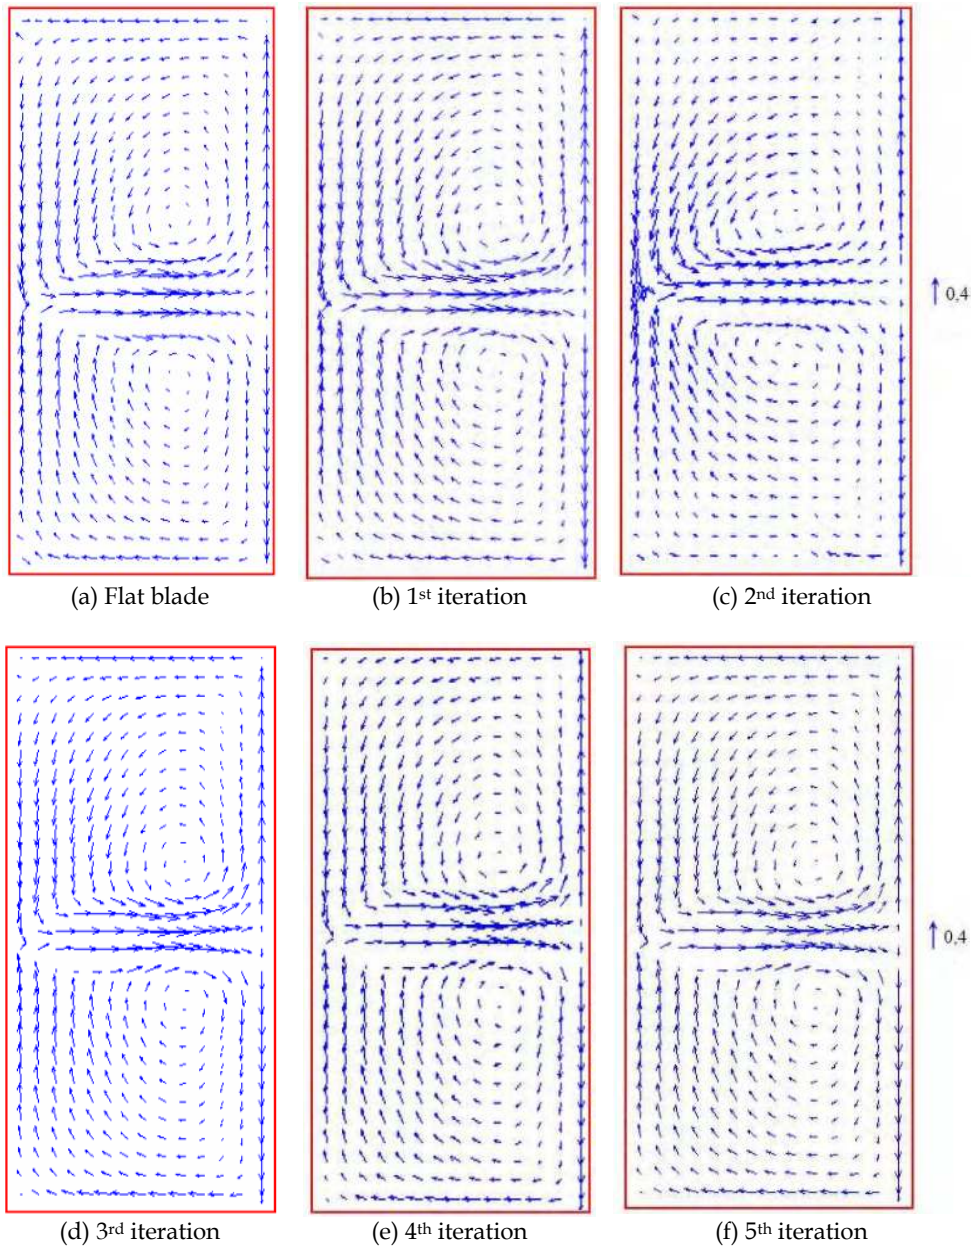 0,4
(a) Flat blade
(b) 1st iteration
(c) 2nd iteration
0,4
(d) 3rd iteration
(e) 4th iteration
(f) 5th iteration